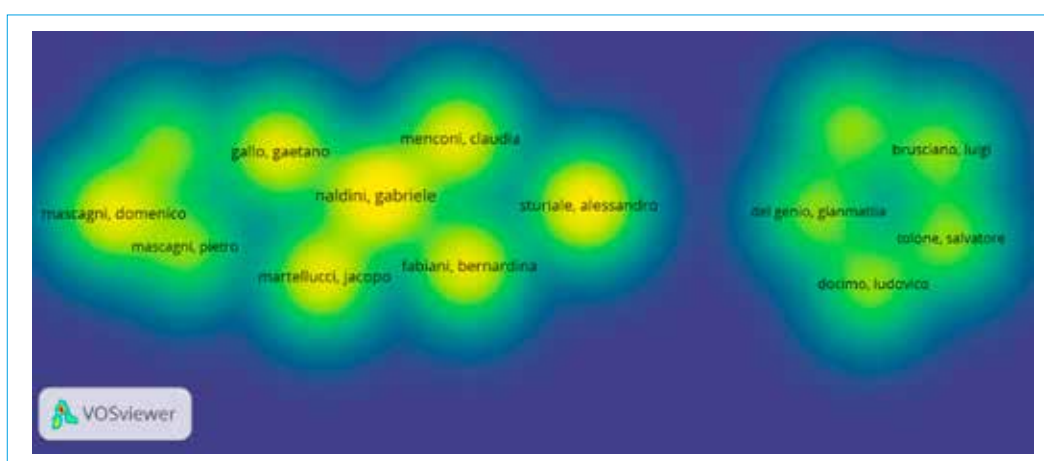 menconi, claudia
gallo, gaetano
brusciano, luigi
naldini, gabriele
sturiale, alessandro
mascagni, domenico
del genio, gianmattia
mascagni, pietro
tolone, salvatore
fabiani, bernardina
martellucci, jacopo
docimo, ludovico
VOSviewer